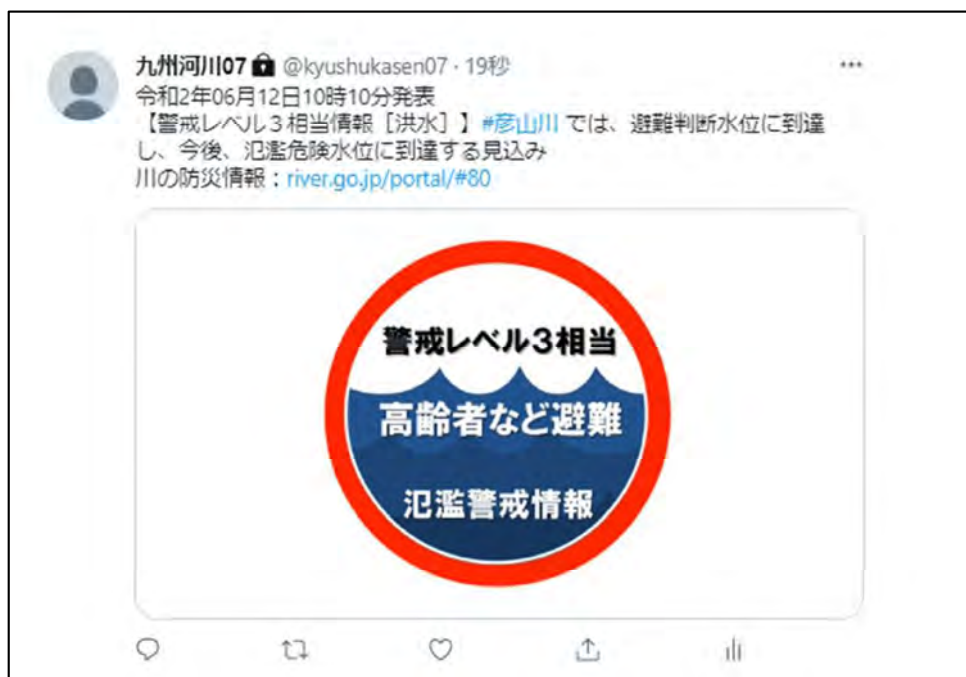 九州河川07 @kyushukasen07 · 19秒
令和2年06月12日10時10分発表
【警戒レベル3相当情報［洪水］】#彦山川 では、避難判断水位に到達
し、今後、氾濫危険水位に到達する見込み
川の防災情報：river.go.jp/portal/#80
警戒レベル3相当
高齢者など避難
氾濫警戒情報